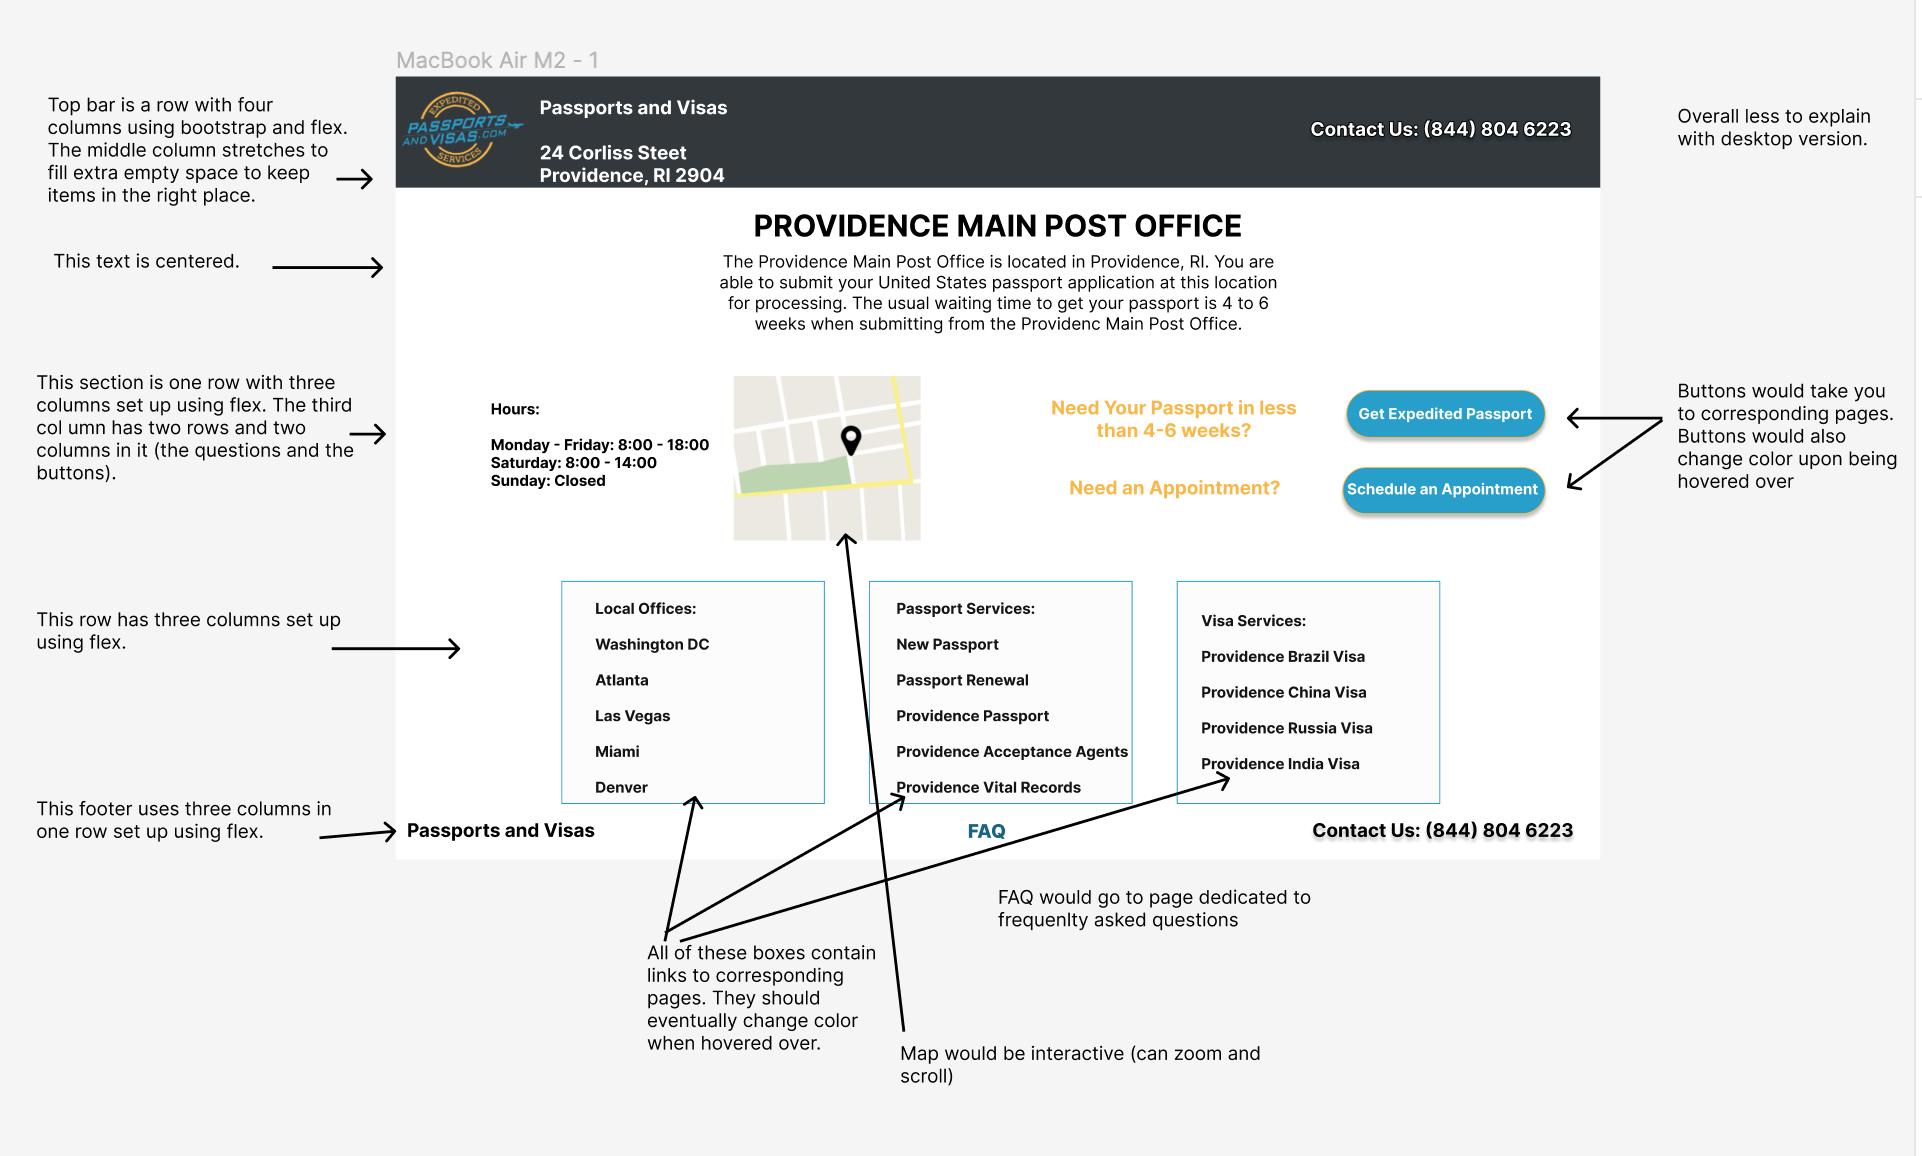 MacBook Air M2 - 1
Top bar is a row with four
columns using bootstrap and flex.
The middle column stretches to
fill extra empty space to keep
items in the right place.
EXPEDITED
PASSPORTS
ANDVISAS.COM
SERVICES
Passports and Visas
24 Corliss Steet
Providence, RI 2904
Contact Us: (844) 804 6223
Overall less to explain
with desktop version.
This text is centered.
PROVIDENCE MAIN POST OFFICE
The Providence Main Post Office is located in Providence, RI. You are
able to submit your United States passport application at this location
for processing. The usual waiting time to get your passport is 4 to 6
weeks when submitting from the Providenc Main Post Office.
This section is one row with three
columns set up using flex. The third
col umn has two rows and two
columns in it (the questions and the
buttons).
Hours:
Monday - Friday: 8:00 - 18:00
Saturday: 8:00 - 14:00
Sunday: Closed
Need Your Passport in less
than 4-6 weeks?
Get Expedited Passport
Need an Appointment?
Schedule an Appointment
Buttons would take you
to corresponding pages.
Buttons would also
change color upon being
hovered over
This row has three columns set up
using flex.
Local Offices:
Washington DC
Atlanta
Las Vegas
Miami
Denver
Passport Services:
New Passport
Passport Renewal
Providence Passport
Providence Acceptance Agents
Providence Vital Records
Visa Services:
Providence Brazil Visa
Providence China Visa
Providence Russia Visa
Providence India Visa
This footer uses three columns in
one row set up using flex.
Passports and Visas
FAQ
Contact Us: (844) 804 6223
FAQ would go to page dedicated to
frequenlty asked questions
All of these boxes contain
links to corresponding
pages. They should
eventually change color
when hovered over.
Map would be interactive (can zoom and
scroll)